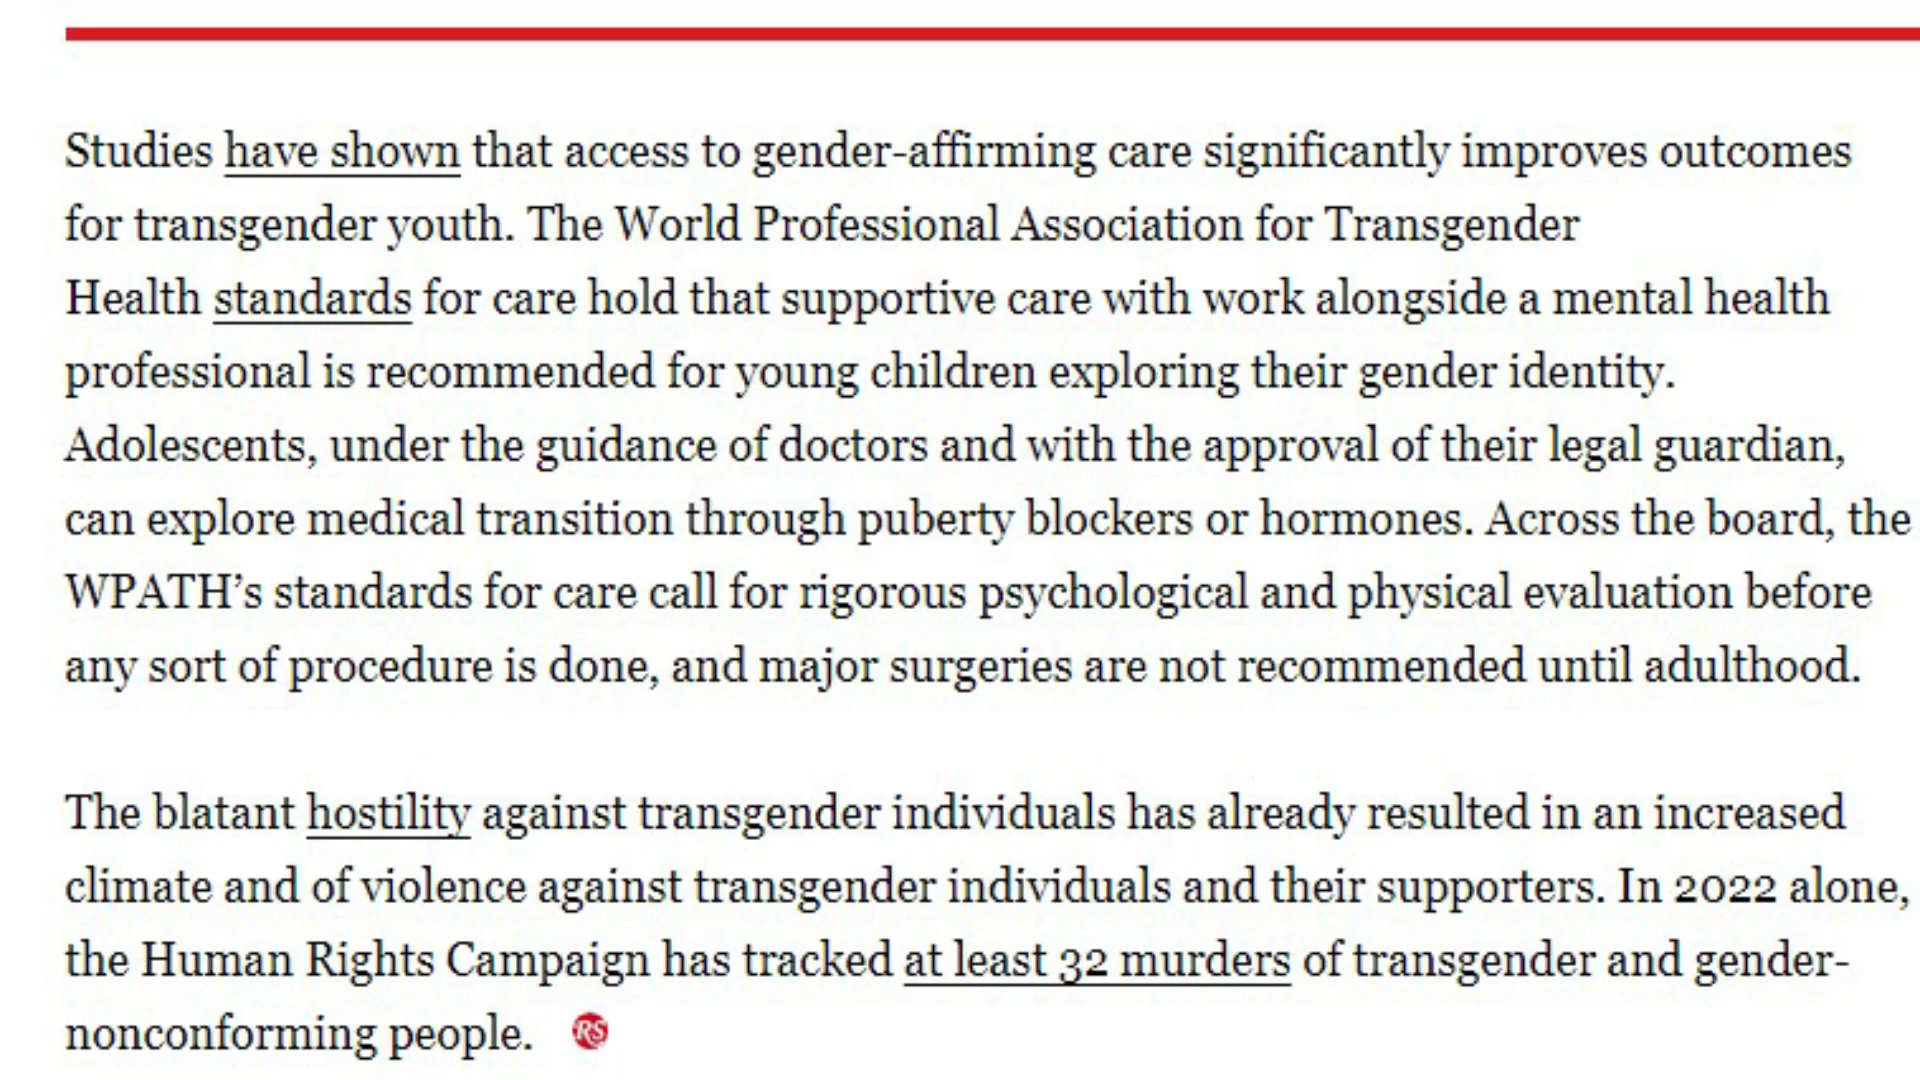 Studies have shown that access to gender-affirming care significantly improves outcomes
for transgender youth. The World Professional Association for Transgender
Health standards for care hold that supportive care with work alongside a mental health
professional is recommended for young children exploring their gender identity.
Adolescents, under the guidance of doctors and with the approval of their legal guardian,
can explore medical transition through puberty blockers or hormones. Across the board, the
WPATH’s standards for care call for rigorous psychological and physical evaluation before
any sort of procedure is done, and major surgeries are not recommended until adulthood.
The blatant hostility against transgender individuals has already resulted in an increased
climate and of violence against transgender individuals and their supporters. In 2022 alone,
the Human Rights Campaign has tracked at least 32 murders of transgender and gender-
nonconforming people. RS